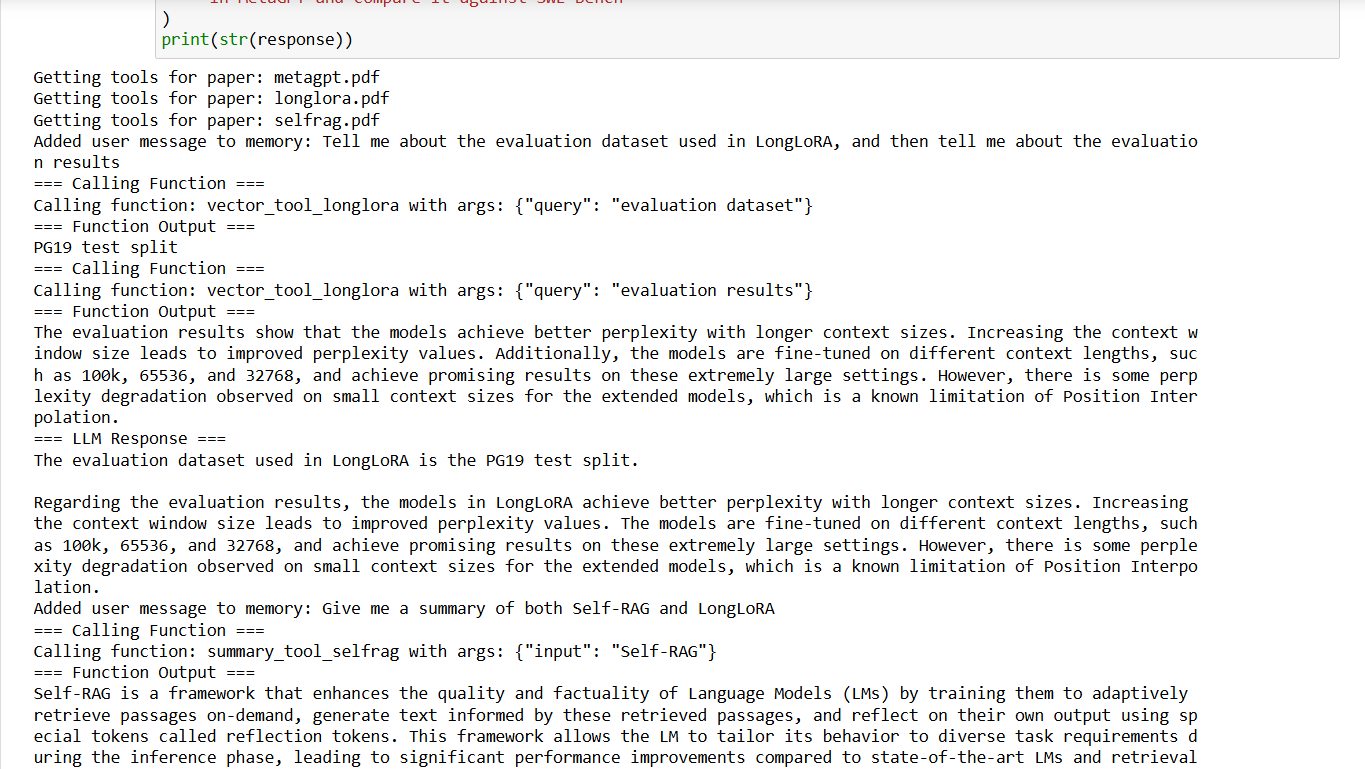 in MetaGPT and compare it against SWE-Bench"
)
print(str(response))
Getting tools for paper: metagpt.pdf
Getting tools for paper: longlora.pdf
Getting tools for paper: selfrag.pdf
Added user message to memory: Tell me about the evaluation dataset used in LongLoRA, and then tell me about the evaluatio
n results
=== Calling Function ===
Calling function: vector_tool_longlora with args: {"query": "evaluation dataset"}
=== Function Output ===
PG19 test split
=== Calling Function ===
Calling function: vector_tool_longlora with args: {"query": "evaluation results"}
=== Function Output ===
The evaluation results show that the models achieve better perplexity with longer context sizes. Increasing the context w
indow size leads to improved perplexity values. Additionally, the models are fine-tuned on different context lengths, suc
h as 100k, 65536, and 32768, and achieve promising results on these extremely large settings. However, there is some perp
lexity degradation observed on small context sizes for the extended models, which is a known limitation of Position Inter
polation.
=== LLM Response ===
The evaluation dataset used in LongLoRA is the PG19 test split.
Regarding the evaluation results, the models in LongLoRA achieve better perplexity with longer context sizes. Increasing
the context window size leads to improved perplexity values. The models are fine-tuned on different context lengths, such
as 100k, 65536, and 32768, and achieve promising results on these extremely large settings. However, there is some perple
xity degradation observed on small context sizes for the extended models, which is a known limitation of Position Interpo
lation.
Added user message to memory: Give me a summary of both Self-RAG and LongLoRA
=== Calling Function ===
Calling function: summary_tool_selfrag with args: {"input": "Self-RAG"}
=== Function Output ===
Self-RAG is a framework that enhances the quality and factuality of Language Models (LMs) by training them to adaptively
retrieve passages on-demand, generate text informed by these retrieved passages, and reflect on their own output using sp
ecial tokens called reflection tokens. This framework allows the LM to tailor its behavior to diverse task requirements d
uring the inference phase, leading to significant performance improvements compared to state-of-the-art LMs and retrieval